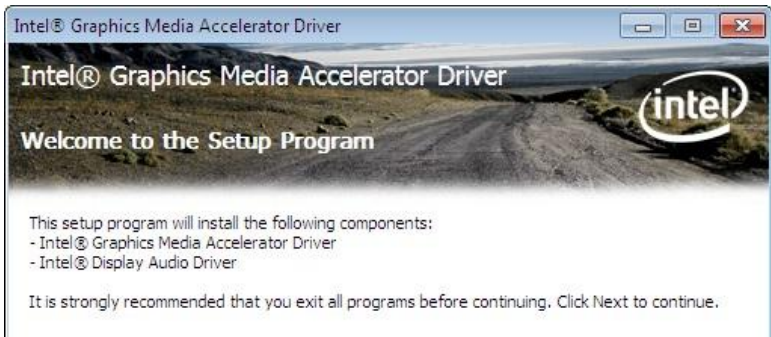 Intel® Graphics Media Accelerator Driver
Intel® Graphics Media Accelerator Driver
intel
Welcome to the Setup Program
This setup program will install the following components:
- Intel® Graphics Media Accelerator Driver
- Intel® Display Audio Driver
It is strongly recommended that you exit all programs before continuing. Click Next to continue.